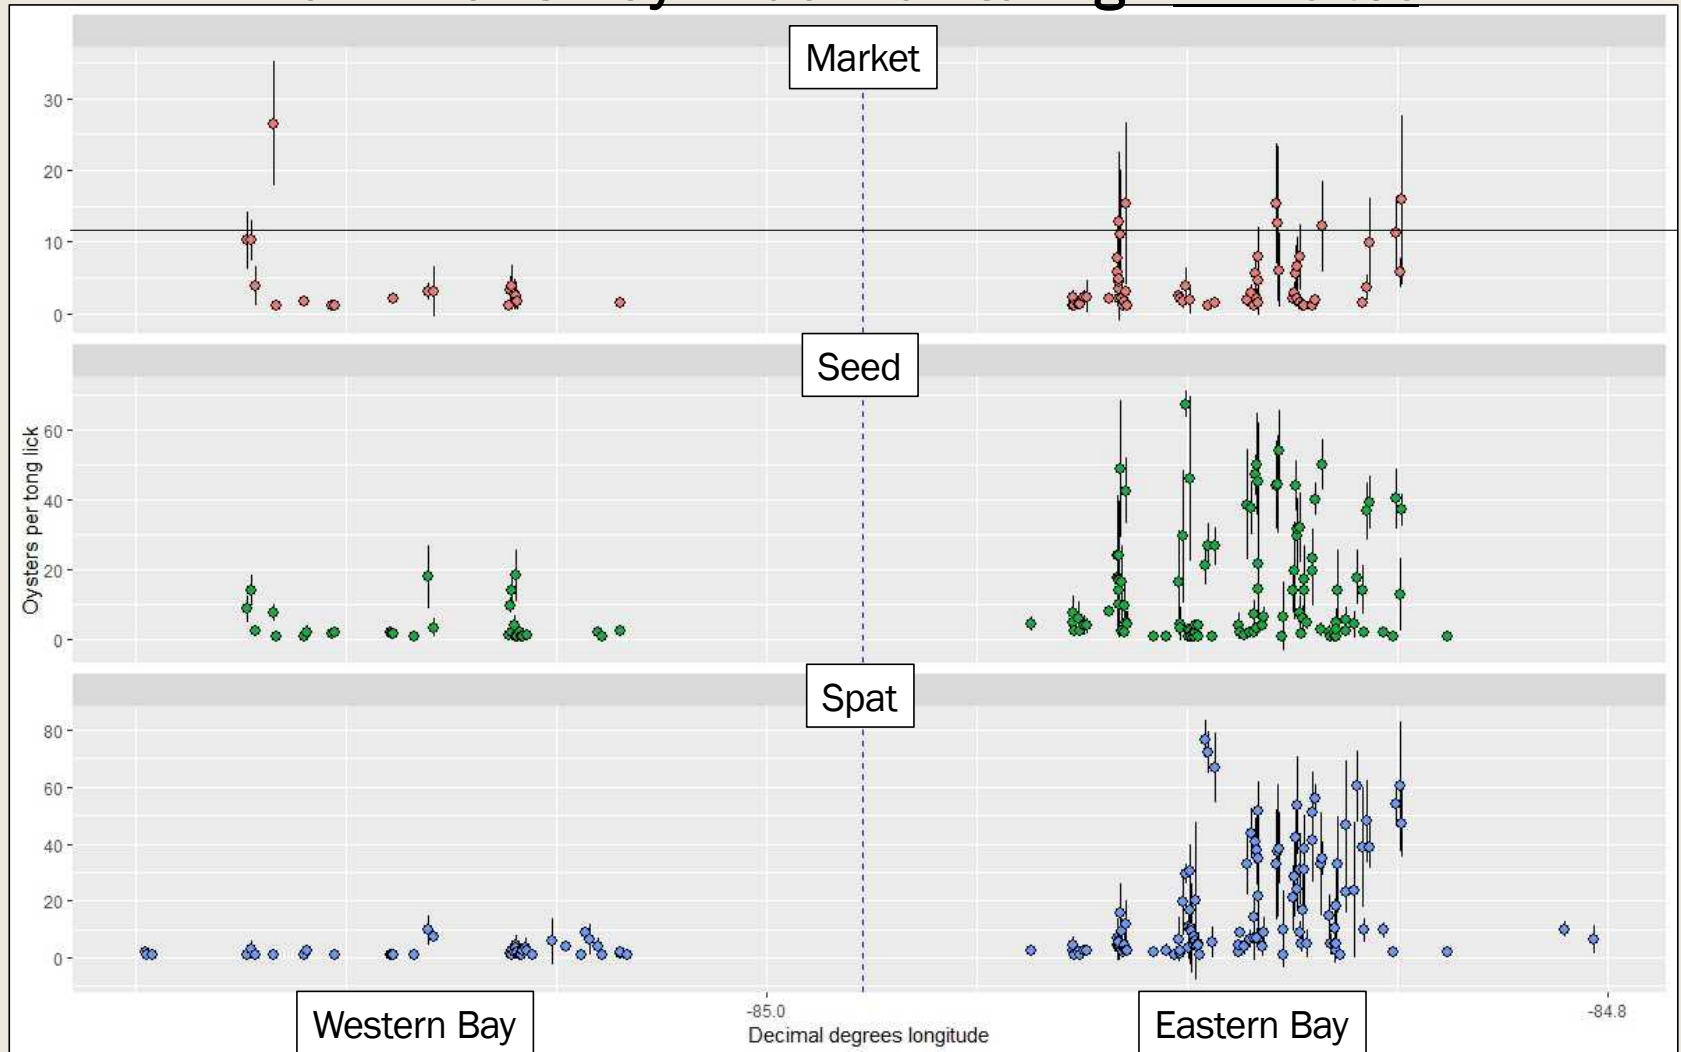 Market
30
20
10
0
Seed
Oysters per tong lick
60
40
20
0
Spat
80
60
40
20
0
-85.0
-84.8
Western Bay
Decimal degrees longitude
Eastern Bay